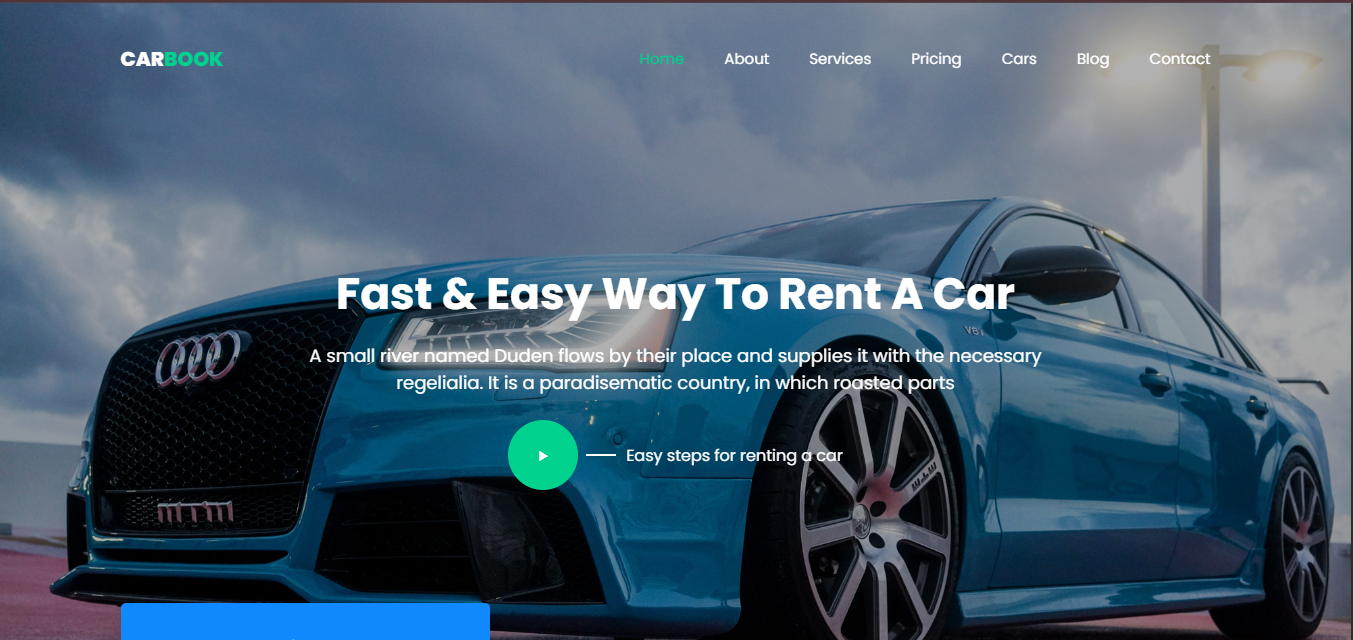 CARBOOK
Home About Services Pricing Cars Blog Contact
Fast & Easy Way To Rent A Car
A small river named Duden flows by their place and supplies it with the necessary
regelialia. It is a paradisematic country, in which roasted parts
Easy steps for renting a car
V8T
mTm